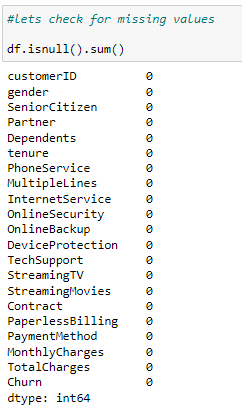 #lets check for missing values
df.isnull().sum()
customerID 0
gender 0
SeniorCitizen 0
Partner 0
Dependents 0
tenure 0
PhoneService 0
MultipleLines 0
InternetService 0
OnlineSecurity 0
OnlineBackup 0
DeviceProtection 0
TechSupport 0
StreamingTV 0
StreamingMovies 0
Contract 0
PaperlessBilling 0
PaymentMethod 0
MonthlyCharges 0
TotalCharges 0
Churn 0
dtype: int64